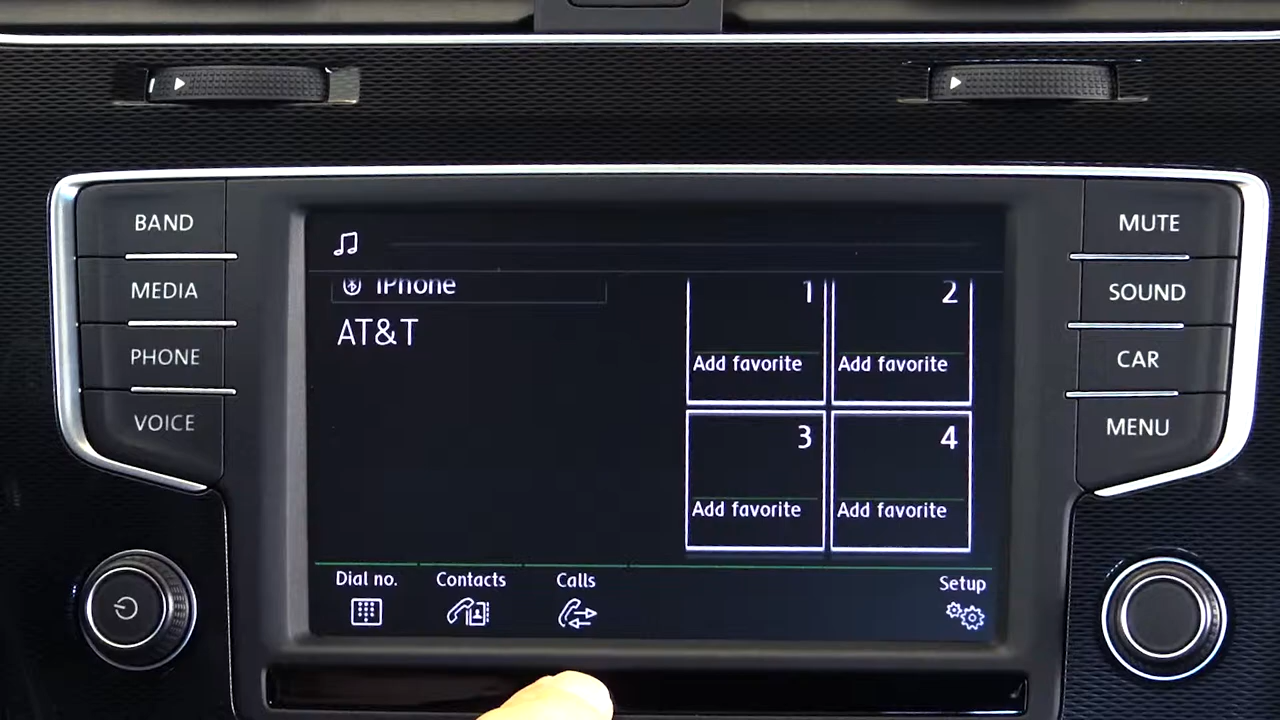 BAND
MEDIA
PHONE
VOICE
iPhone
AT&T
1
2
Add favorite
Add favorite
3
4
Add favorite
Add favorite
Dial no.
Contacts
Calls
Setup
MUTE
SOUND
CAR
MENU